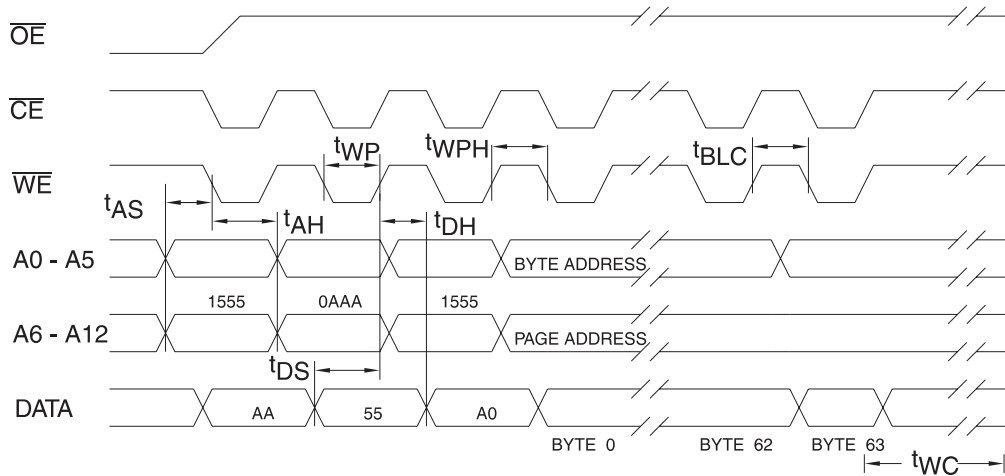 OE
CE
tWP
tWPH
tBLC
WE
tAS
tAH
tDH
A0 - A5
BYTE ADDRESS
1555
0AAA
1555
A6 - A12
PAGE ADDRESS
tDS
DATA
AA
55
A0
BYTE 0
BYTE 62
BYTE 63
tWC